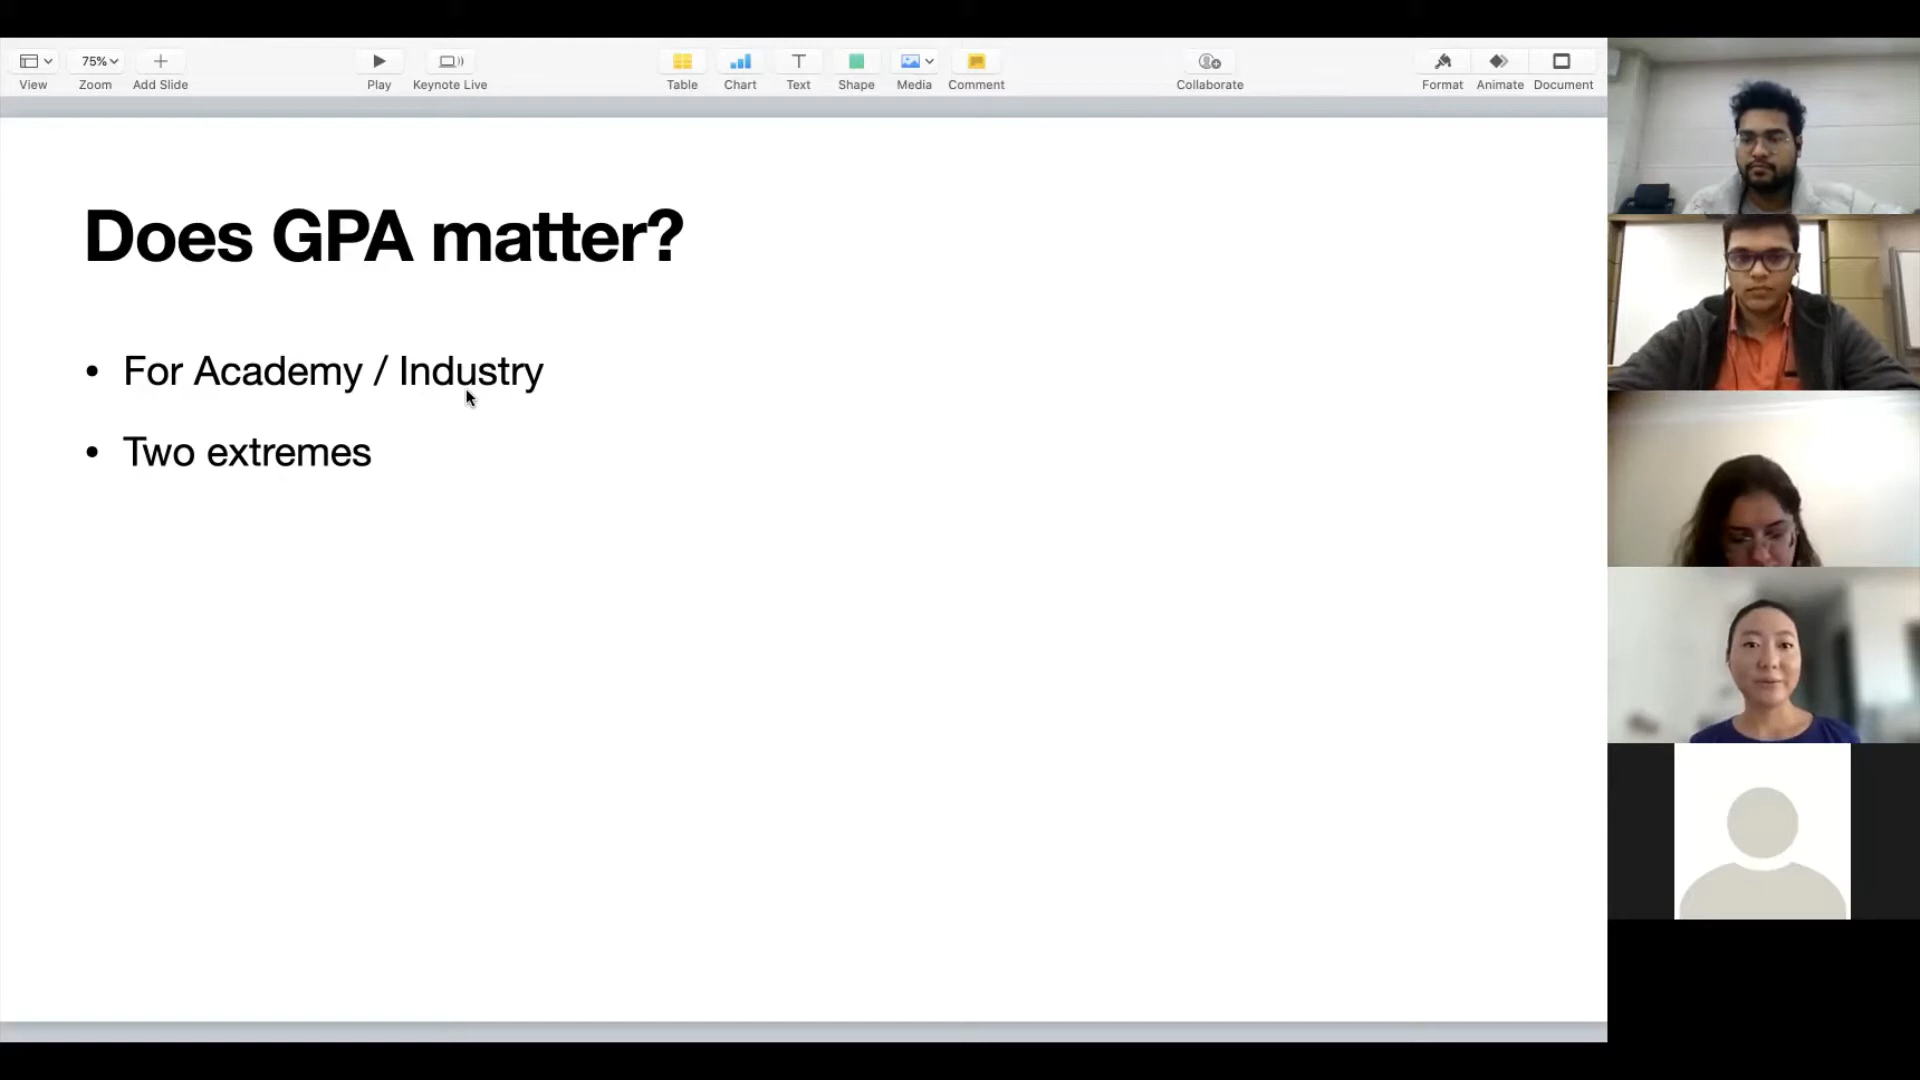 75%
View
Zoom
Add Slide
Play
Keynote Live
Table
Chart
T
Text
Shape
Media
Comment
Collaborate
Format
Animate
Document
Does GPA matter?
• For Academy / Industry
• Two extremes